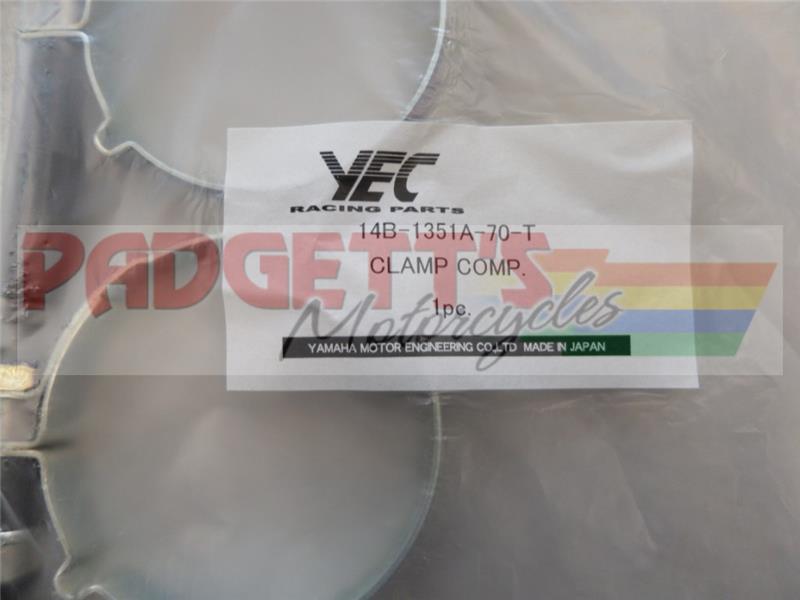 YEC
RACING PARTS
14B-1351A-70-T
CLAMP COMP.
PADGETT'S
Motorcycles
1pc.
YAMAHA MOTOR ENGINEERING CO.,LTD MADE IN JAPAN